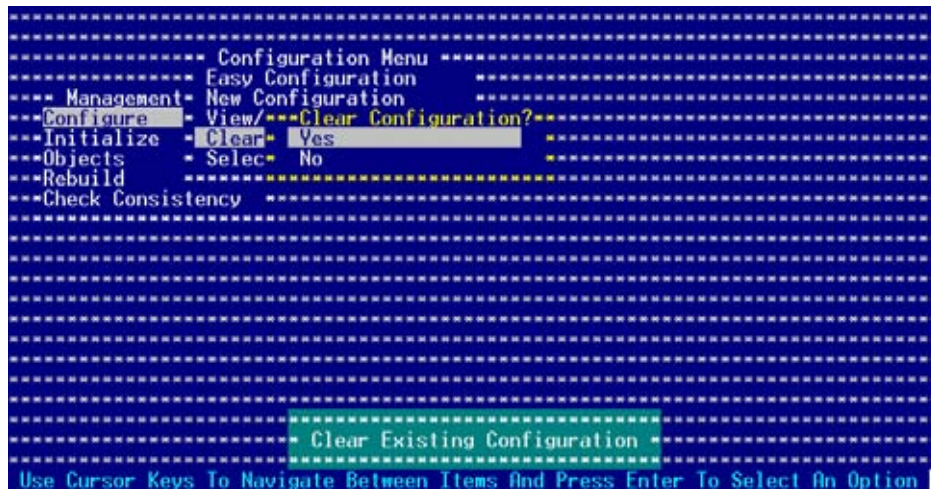 Configuration Menu
Easy Configuration
Management
New Configuration
Configure
View/
Clear Configuration?
Initialize
Clear
Yes
Objects
Selec
No
Rebuild
Check Consistency
Clear Existing Configuration
Use Cursor Keys To Navigate Between Items And Press Enter To Select An Option